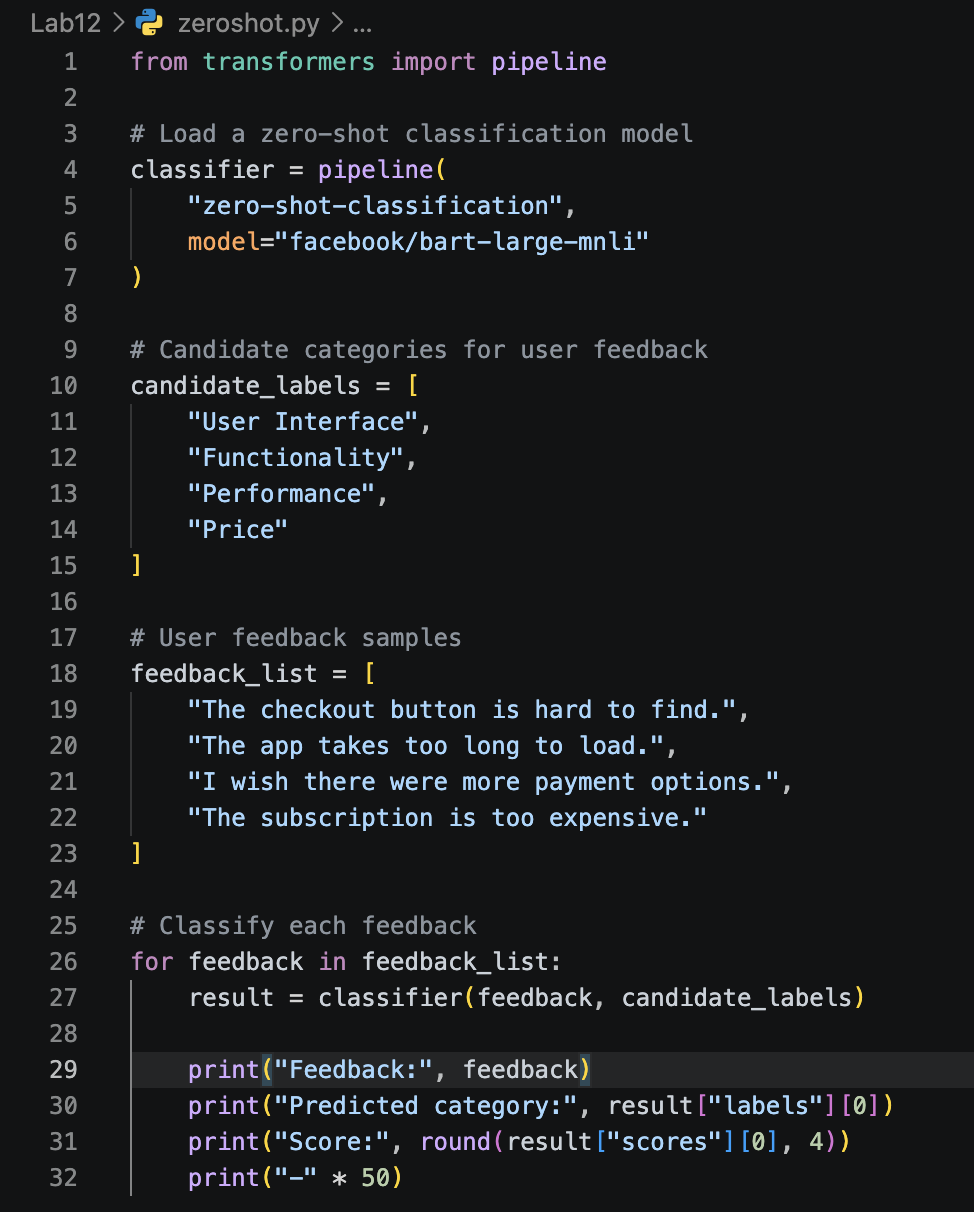 Lab12 > zeroshot.py > ...
1 from transformers import pipeline
2
3 # Load a zero-shot classification model
4 classifier = pipeline(
5     "zero-shot-classification",
6     model="facebook/bart-large-mnli"
7 )
8
9 # Candidate categories for user feedback
10 candidate_labels = [
11     "User Interface",
12     "Functionality",
13     "Performance",
14     "Price"
15 ]
16
17 # User feedback samples
18 feedback_list = [
19     "The checkout button is hard to find.",
20     "The app takes too long to load.",
21     "I wish there were more payment options.",
22     "The subscription is too expensive."
23 ]
24
25 # Classify each feedback
26 for feedback in feedback_list:
27     result = classifier(feedback, candidate_labels)
28
29     print("Feedback:", feedback)
30     print("Predicted category:", result["labels"][0])
31     print("Score:", round(result["scores"][0], 4))
32     print("-" * 50)